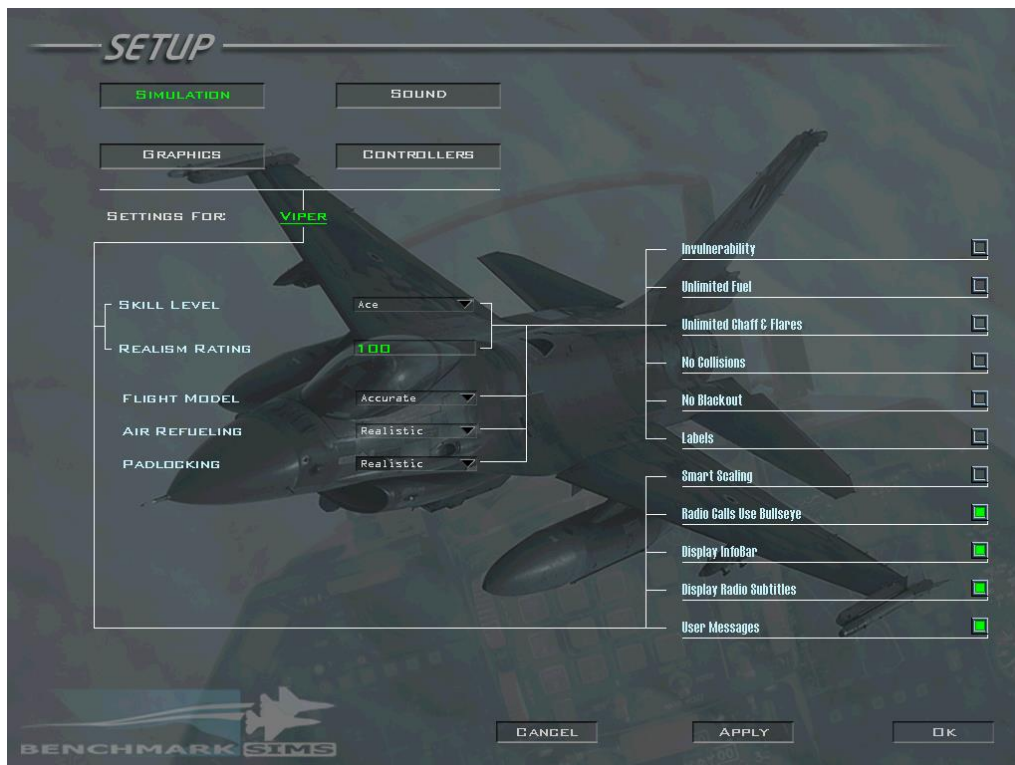 SETUP
SIMULATION
SOUND
GRAPHICS
CONTROLLERS
SETTINGS FOR: VIPER
SKILL LEVEL Ace
REALISM RATING 100
FLIGHT MODEL Accurate
AIR REFUELING Realistic
PADLOCKING Realistic
Invulnerability
Unlimited Fuel
Unlimited Chaff & Flares
No Collisions
No Blackout
Labels
Smart Scaling
Radio Calls Use Bullseye
Display InfoBar
Display Radio Subtitles
User Messages
BENCHMARK SIMS
CANCEL
APPLY
OK